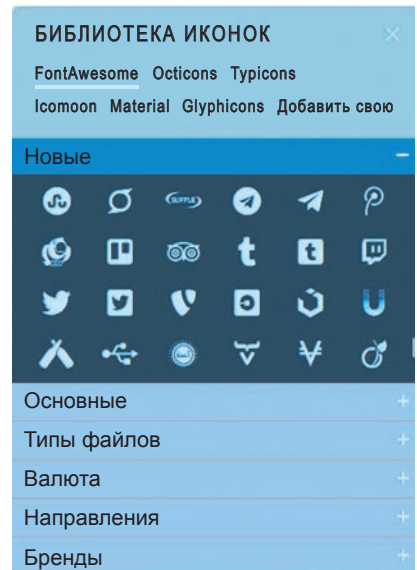 БИБЛИОТЕКА ИКОНОК
FontAwesome Octicons Typicons
Icomoon Material Glyphicons Добавить свою
Новые
Основные
Типы файлов
Валюта
Направления
Бренды